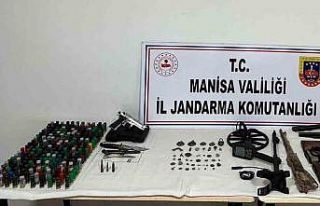 T.C.
MANİSA VALİLİĞİ
İL JANDARMA KOMUTANLIĞI